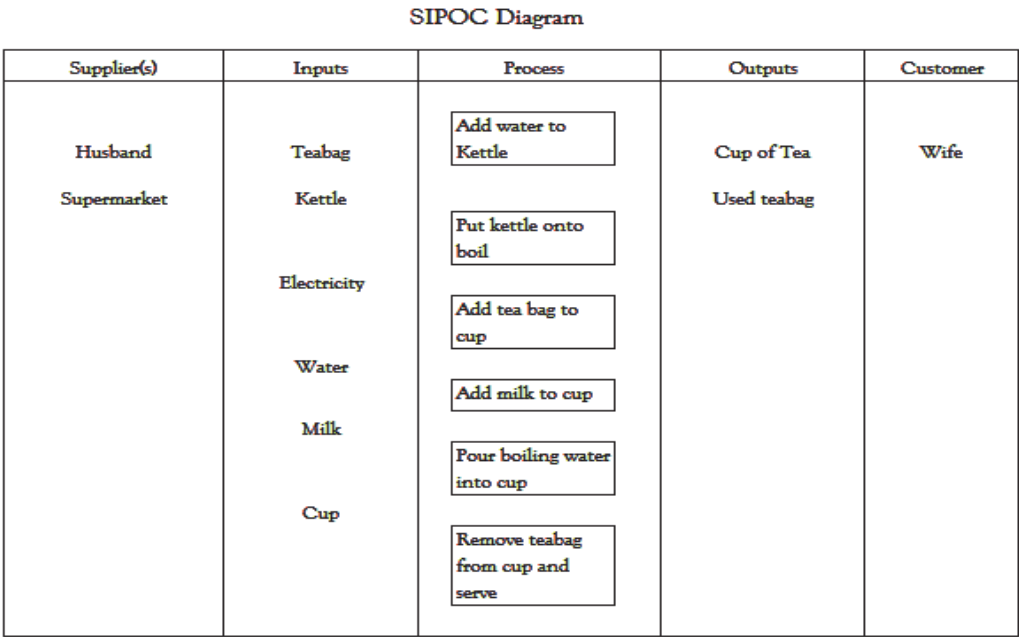 SIPOC Diagram
Supplier(s) Inputs Process Outputs Customer
Add water to
Husband Teabag Kettle Cup of Tea Wife
Supermarket Kettle Used teabag
Put kettle onto
boil
Electricity
Add tea bag to
cup
Water
Add milk to cup
Milk
Pour boiling water
into cup
Cup
Remove teabag
from cup and
serve